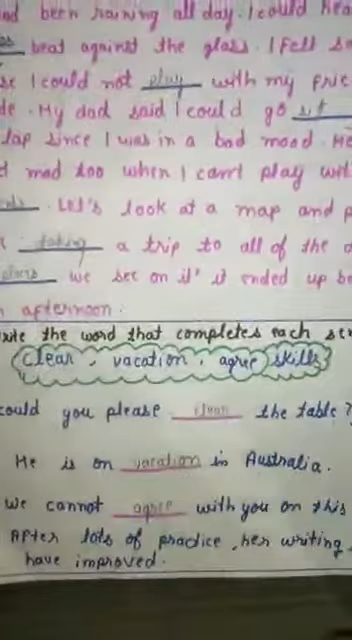 been raining all day. I could hea
beat against the glass. I felt
I could not play with my
My dad said I could go sit
lap since I was in a bad mood. He
mad too when I can't play
Let's look at a map and p
taking a trip to all of the
we see on it" it ended up be
afternoon.
the word that completes each
clear, vacation, agree, skills
could you please clear the table?
He is on vacation in Australia.
We cannot agree with you on this
After lots of practice, her writing
have improved.